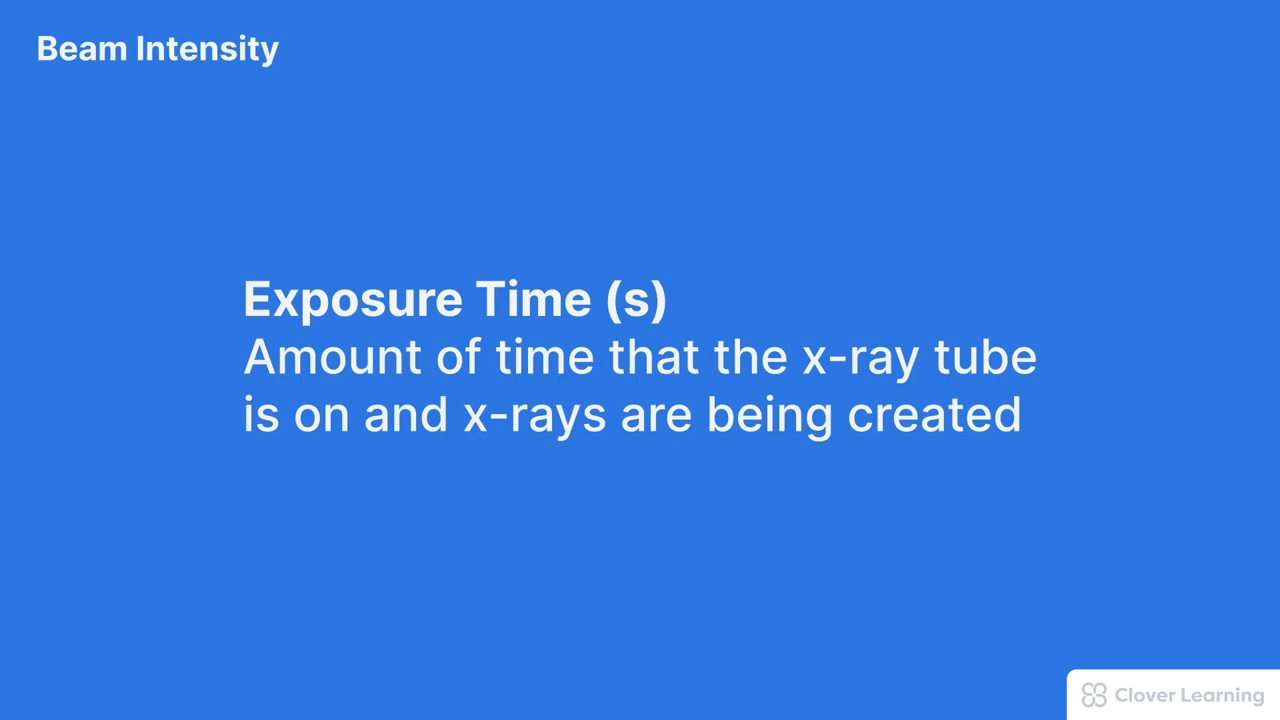 Beam Intensity
Exposure Time (s)
Amount of time that the x-ray tube
is on and x-rays are being created
Clover Learning